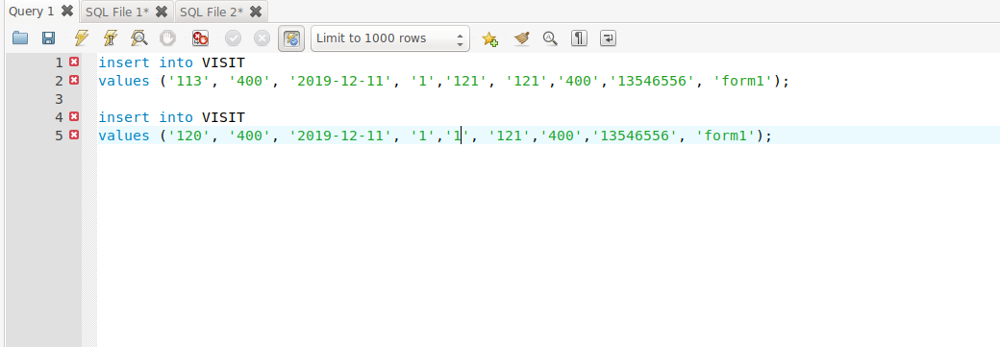 Query 1 SQL File 1* SQL File 2*
Limit to 1000 rows
1 insert into VISIT
2 values ('113', '400', '2019-12-11', '1','121', '121','400','13546556', 'form1');
3
4 insert into VISIT
5 values ('120', '400', '2019-12-11', '1','1', '121','400','13546556', 'form1');